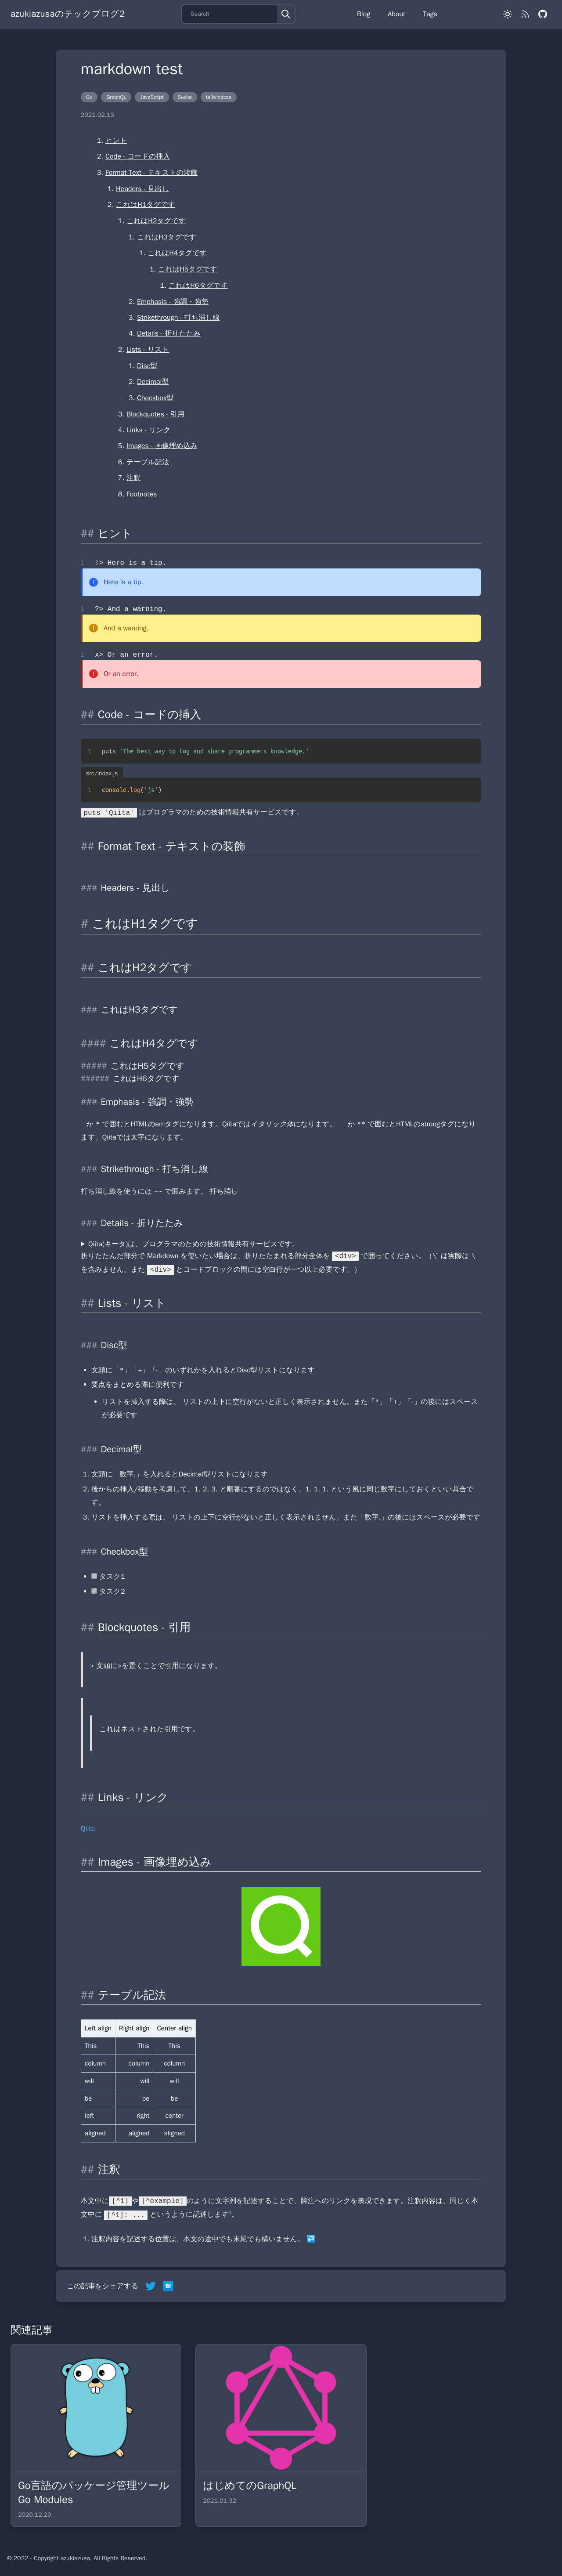 azukiazusaのテックブログ2
Search
Blog
About
Tags
markdown test
Go
GraphQL
JavaScript
Svelte
tailwindcss
2021.02.13
1. ヒント
2. Code - コードの挿入
3. Format Text - テキストの装飾
1. Headers - 見出し
2. これはH1タグです
1. これはH2タグです
1. これはH3タグです
1. これはH4タグです
1. これはH5タグです
1. これはH6タグです
2. Emphasis - 強調・強勢
3. Strikethrough - 打ち消し線
4. Details - 折りたたみ
2. Lists - リスト
1. Disc型
2. Decimal型
3. Checkbox型
3. Blockquotes - 引用
4. Links - リンク
5. Images - 画像埋め込み
6. テーブル記法
7. 注釈
8. Footnotes
## ヒント
1 !> Here is a tip.
Here is a tip.
1 ?> And a warning.
And a warning.
1 x> Or an error.
Or an error.
## Code - コードの挿入
1 puts 'The best way to log and share programmers knowledge.'
src/index.js
1 console.log('js')
puts 'Qiita' はプログラマのための技術情報共有サービスです。
## Format Text - テキストの装飾
### Headers - 見出し
# これはH1タグです
## これはH2タグです
### これはH3タグです
#### これはH4タグです
##### これはH5タグです
###### これはH6タグです
### Emphasis - 強調・強勢
_ か * で囲むとHTMLのemタグになります。Qiitaではイタリック体になります。 __ か ** で囲むとHTMLのstrongタグになり
ます。Qiitaでは太字になります。
### Strikethrough - 打ち消し線
打ち消し線を使うには ~~ で囲みます。 打ち消し
### Details - 折りたたみ
▶ Qiita(キータ)は、プログラマのための技術情報共有サービスです。
折りたたんだ部分で Markdown を使いたい場合は、折りたたまれる部分全体を <div> で囲ってください。（\` は実際は \
を含みません。また <div> とコードブロックの間には空白行が一つ以上必要です。）
## Lists - リスト
### Disc型
• 文頭に「*」「+」「-」のいずれかを入れるとDisc型リストになります
• 要点をまとめる際に便利です
• リストを挿入する際は、 リストの上下に空行がないと正しく表示されません。また「*」「+」「-」の後にはスペース
が必要です
### Decimal型
1. 文頭に「数字.」を入れるとDecimal型リストになります
2. 後からの挿入/移動を考慮して、1. 2. 3. と順番にするのではなく、1. 1. 1. という風に同じ数字にしておくといい具合で
す。
3. リストを挿入する際は、 リストの上下に空行がないと正しく表示されません。また「数字.」の後にはスペースが必要です
### Checkbox型
• タスク1
• タスク2
## Blockquotes - 引用
> 文頭に>を置くことで引用になります。
これはネストされた引用です。
## Links - リンク
Qiita
## Images - 画像埋め込み
## テーブル記法
Left align Right align Center align
This This This
column column column
will will will
be be be
left right center
aligned aligned aligned
## 注釈
本文中に[^1]や[^example]のように文字列を記述することで、脚注へのリンクを表現できます。注釈内容は、同じく本
文中に [^1]: ... というように記述します1。
1. 注釈内容を記述する位置は、本文の途中でも末尾でも構いません。 ↩
この記事をシェアする
B!
関連記事
Go言語のパッケージ管理ツール
Go Modules
2020.12.20
はじめてのGraphQL
2021.01.32
© 2022 - Copyright azukiazusa, All Rights Reserved.